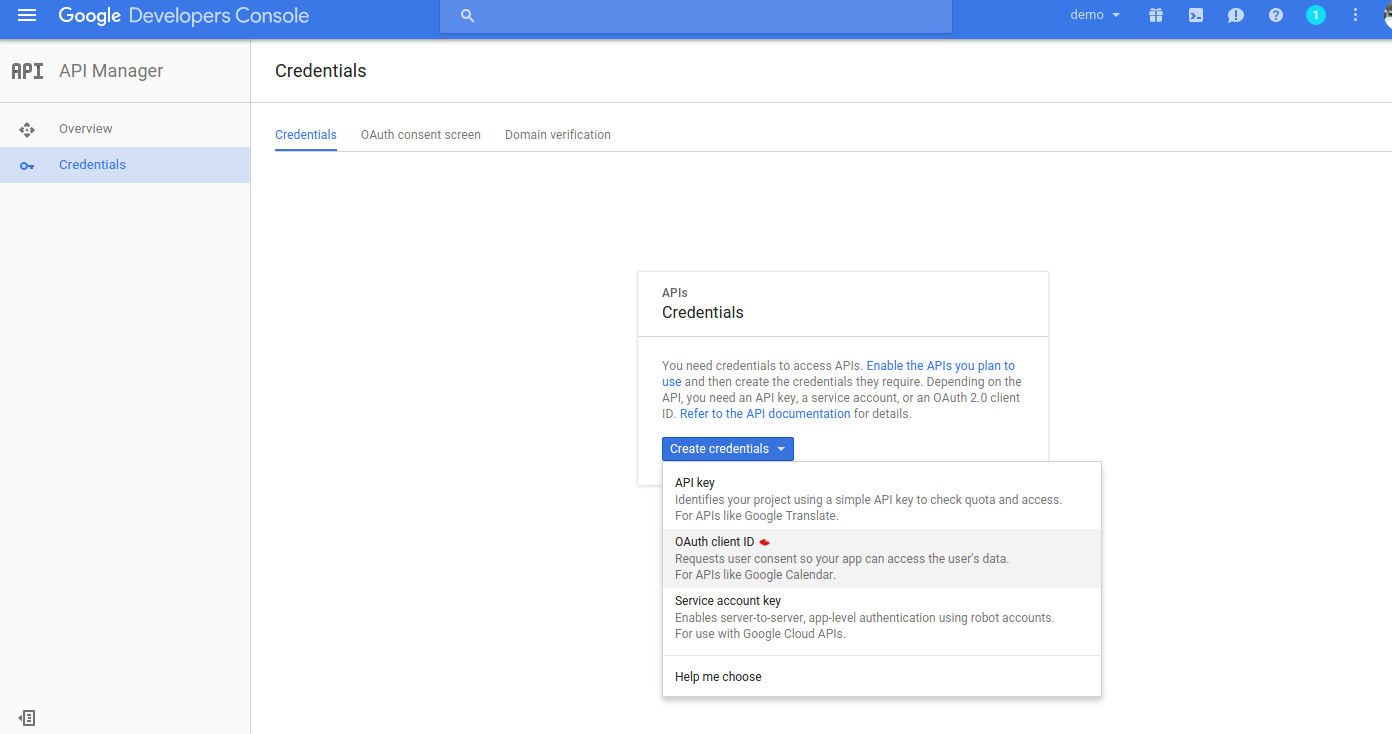 Google Developers Console
demo
1
API API Manager
Credentials
Overview
Credentials
Credentials
OAuth consent screen
Domain verification
APIs
Credentials
You need credentials to access APIs. Enable the APIs you plan to
use and then create the credentials they require. Depending on the
API, you need an API key, a service account, or an OAuth 2.0 client
ID. Refer to the API documentation for details.
Create credentials
API key
Identifies your project using a simple API key to check quota and access.
For APIs like Google Translate.
OAuth client ID
Requests user consent so your app can access the user's data.
For APIs like Google Calendar.
Service account key
Enables server-to-server, app-level authentication using robot accounts.
For use with Google Cloud APIs.
Help me choose